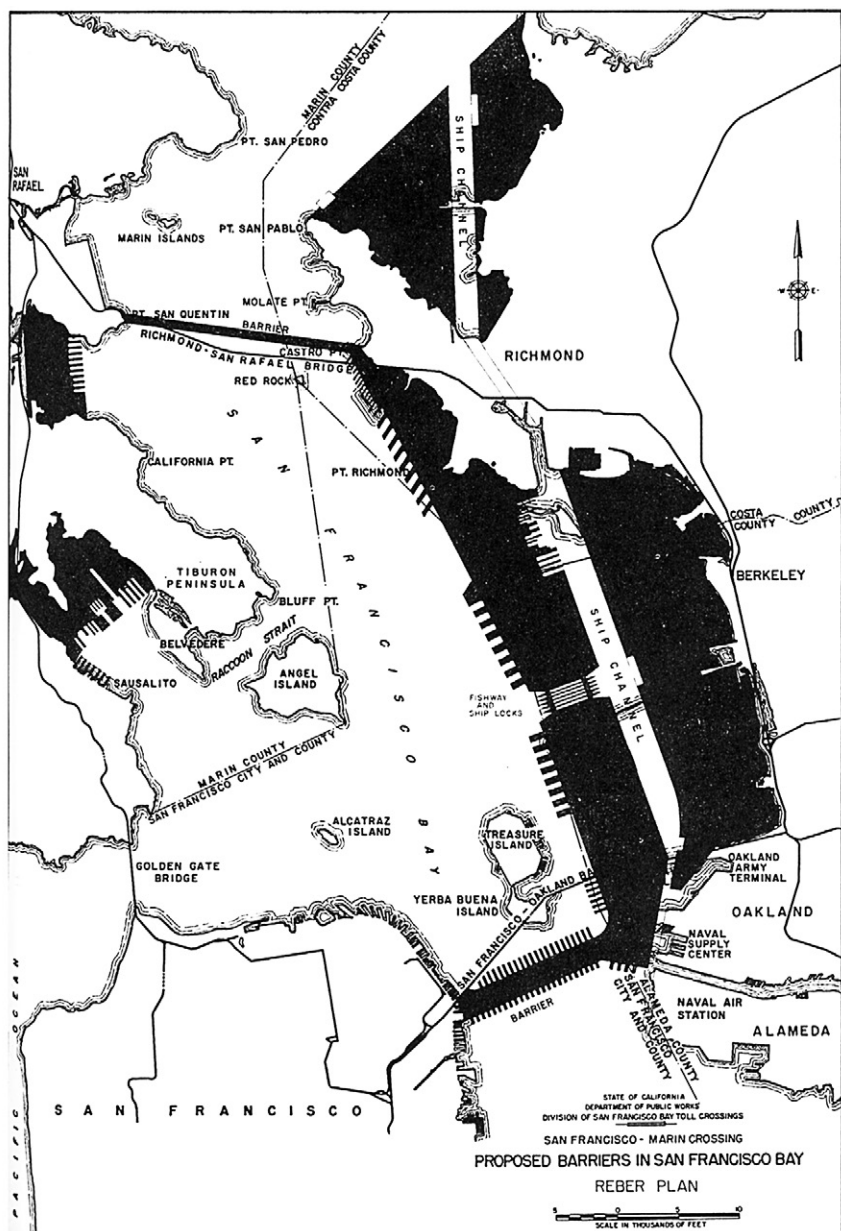 MARIN COUNTY
CONTRA COSTA COUNTY
SHIP CHANNEL
PT. SAN PEDRO
SAN
RAFAEL
MARIN ISLANDS
PT. SAN PABLO
MOLATE PT.
W E
PT. SAN QUENTIN
BARRIER
CASTRO PT.
RICHMOND-SAN RAFAEL BRIDGE
RED ROCK
RICHMOND
SAN FRANCISCO BAY
CALIFORNIA PT.
PT. RICHMOND
COSTA
COUNTY
COUNTY
BERKELEY
TIBURON
PENINSULA
BLUFF PT.
BELVEDERE
RACCOON STRAIT
ANGEL
ISLAND
SAUSALITO
SHIP CHANNEL
FISHWAY
AND
SHIP LOCKS
MARIN COUNTY
SAN FRANCISCO CITY AND COUNTY
ALCATRAZ
ISLAND
TREASURE
ISLAND
GOLDEN GATE
BRIDGE
YERBA BUENA
ISLAND
SAN FRANCISCO-OAKLAND BA
OAKLAND
ARMY
TERMINAL
OAKLAND
NAVAL
SUPPLY
CENTER
BARRIER
ALAMEDA COUNTY
SAN FRANCISCO
CITY AND COUNTY
NAVAL AIR
STATION
ALAMEDA
PACIFIC OCEAN
SAN FRANCISCO
STATE OF CALIFORNIA
DEPARTMENT OF PUBLIC WORKS
DIVISION OF SAN FRANCISCO BAY TOLL CROSSINGS
SAN FRANCISCO - MARIN CROSSING
PROPOSED BARRIERS IN SAN FRANCISCO BAY
REBER PLAN
5 0 5 10
SCALE IN THOUSANDS OF FEET